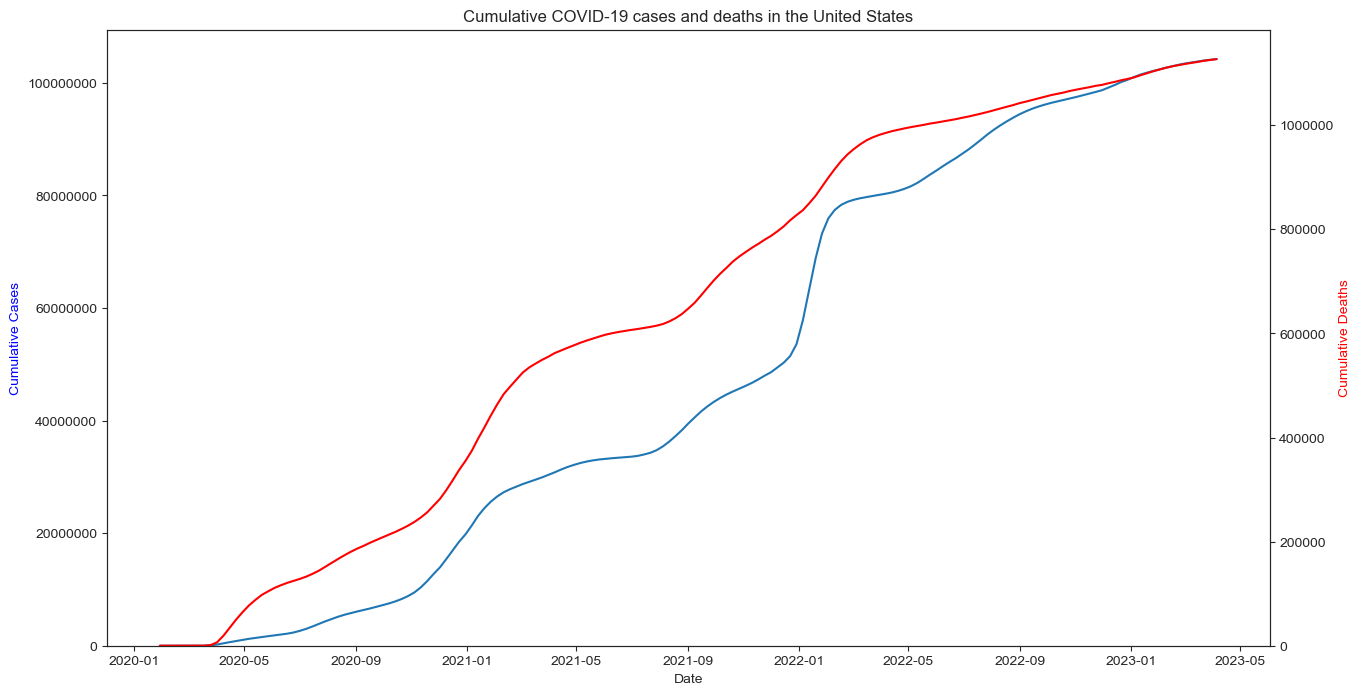 Cumulative COVID-19 cases and deaths in the United States
Cumulative Cases
100000000
80000000
60000000
40000000
20000000
0
1000000
800000
600000
400000
200000
0
Cumulative Deaths
2020-01 2020-05 2020-09 2021-01 2021-05 2021-09 2022-01 2022-05 2022-09 2023-01 2023-05
Date